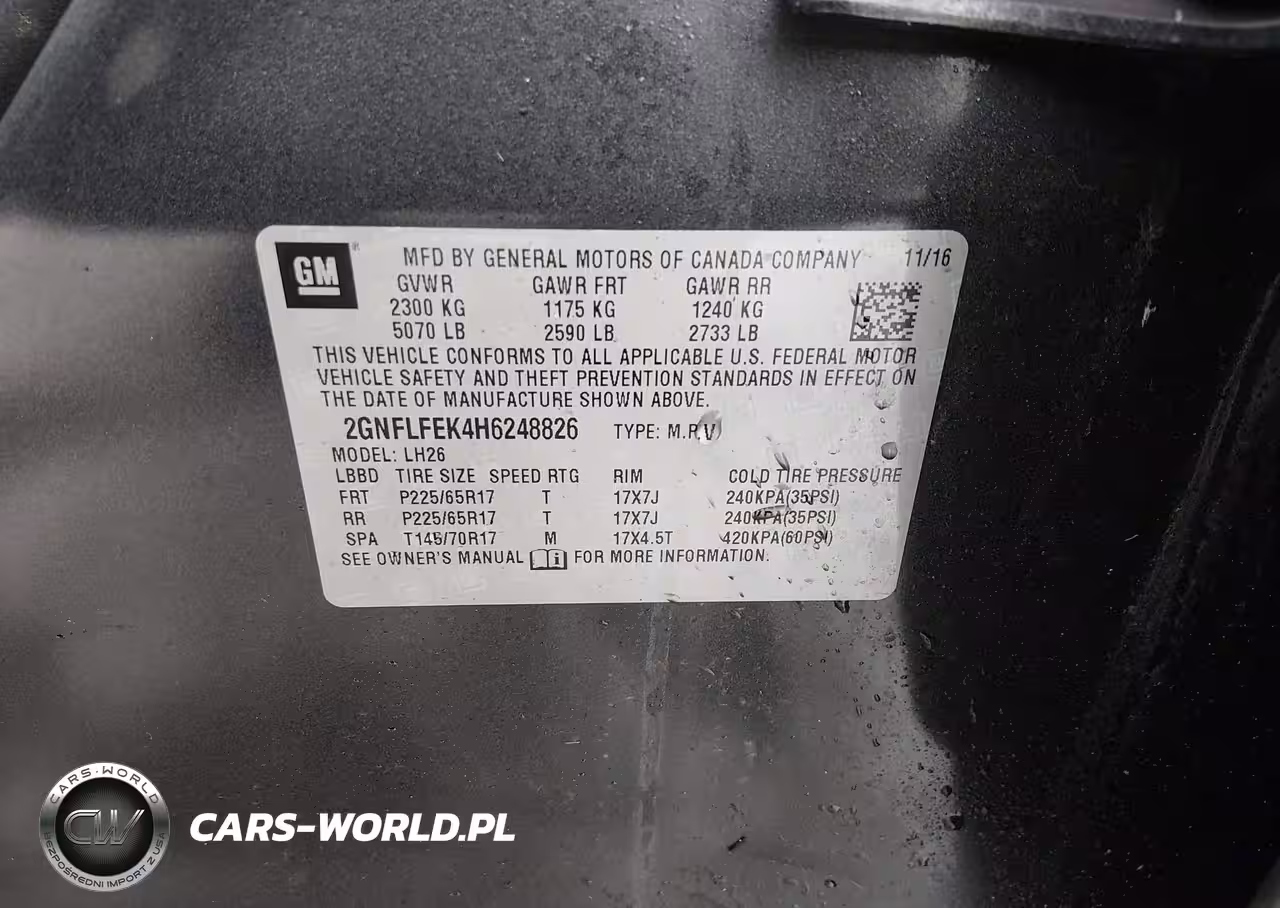 GM ® MFD BY GENERAL MOTORS OF CANADA COMPANY 11/16
GVWR GAWR FRT GAWR RR
2300 KG 1175 KG 1240 KG
5070 LB 2590 LB 2733 LB
THIS VEHICLE CONFORMS TO ALL APPLICABLE U.S. FEDERAL MOTOR
VEHICLE SAFETY AND THEFT PREVENTION STANDARDS IN EFFECT ON
THE DATE OF MANUFACTURE SHOWN ABOVE.
2GNFLFEK4H6248826 TYPE: M.P.V
MODEL: LH26
LBBD TIRE SIZE SPEED RTG RIM COLD TIRE PRESSURE
FRT P225/65R17 T 17X7J 240KPA(35PSI)
RR P225/65R17 T 17X7J 240KPA(35PSI)
SPA T145/70R17 M 17X4.5T 420KPA(60PSI)
SEE OWNER'S MANUAL i FOR MORE INFORMATION.
CARS-WORLD
CW
BEZPOŚREDNI IMPORT Z USA
CARS-WORLD.PL